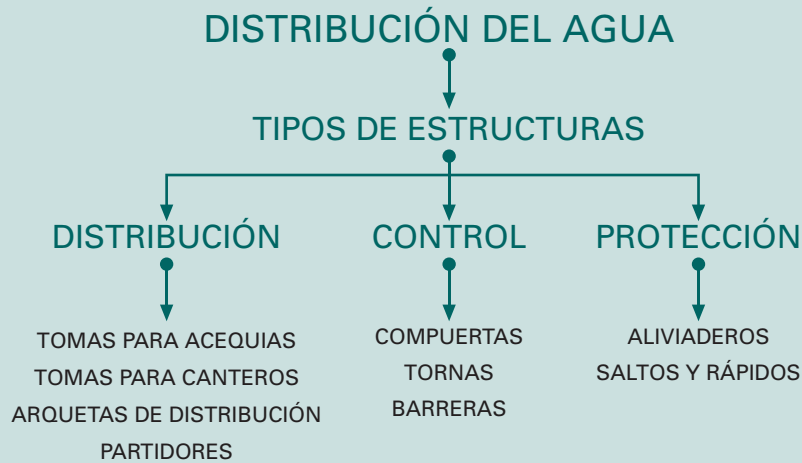 DISTRIBUCIÓN DEL AGUA
TIPOS DE ESTRUCTURAS
DISTRIBUCIÓN
TOMAS PARA ACEQUIAS
TOMAS PARA CANTEROS
ARQUETAS DE DISTRIBUCIÓN
PARTIDORES
CONTROL
COMPUERTAS
TORNAS
BARRERAS
PROTECCIÓN
ALIVIADEROS
SALTOS Y RÁPIDOS